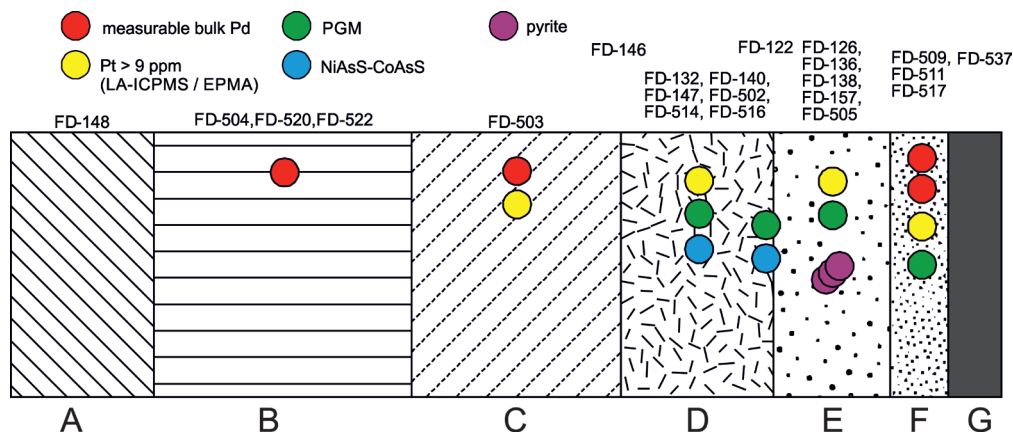 measurable bulk Pd
PGM
pyrite
Pt > 9 ppm
(LA-ICPMS / EPMA)
NiAsS-CoAsS
FD-148
FD-504,FD-520,FD-522
FD-503
FD-146
FD-132, FD-140,
FD-147, FD-502,
FD-514, FD-516
FD-122
FD-126,
FD-136,
FD-138,
FD-157,
FD-505
FD-509,
FD-511
FD-517
FD-537
A
B
C
D
E
F
G